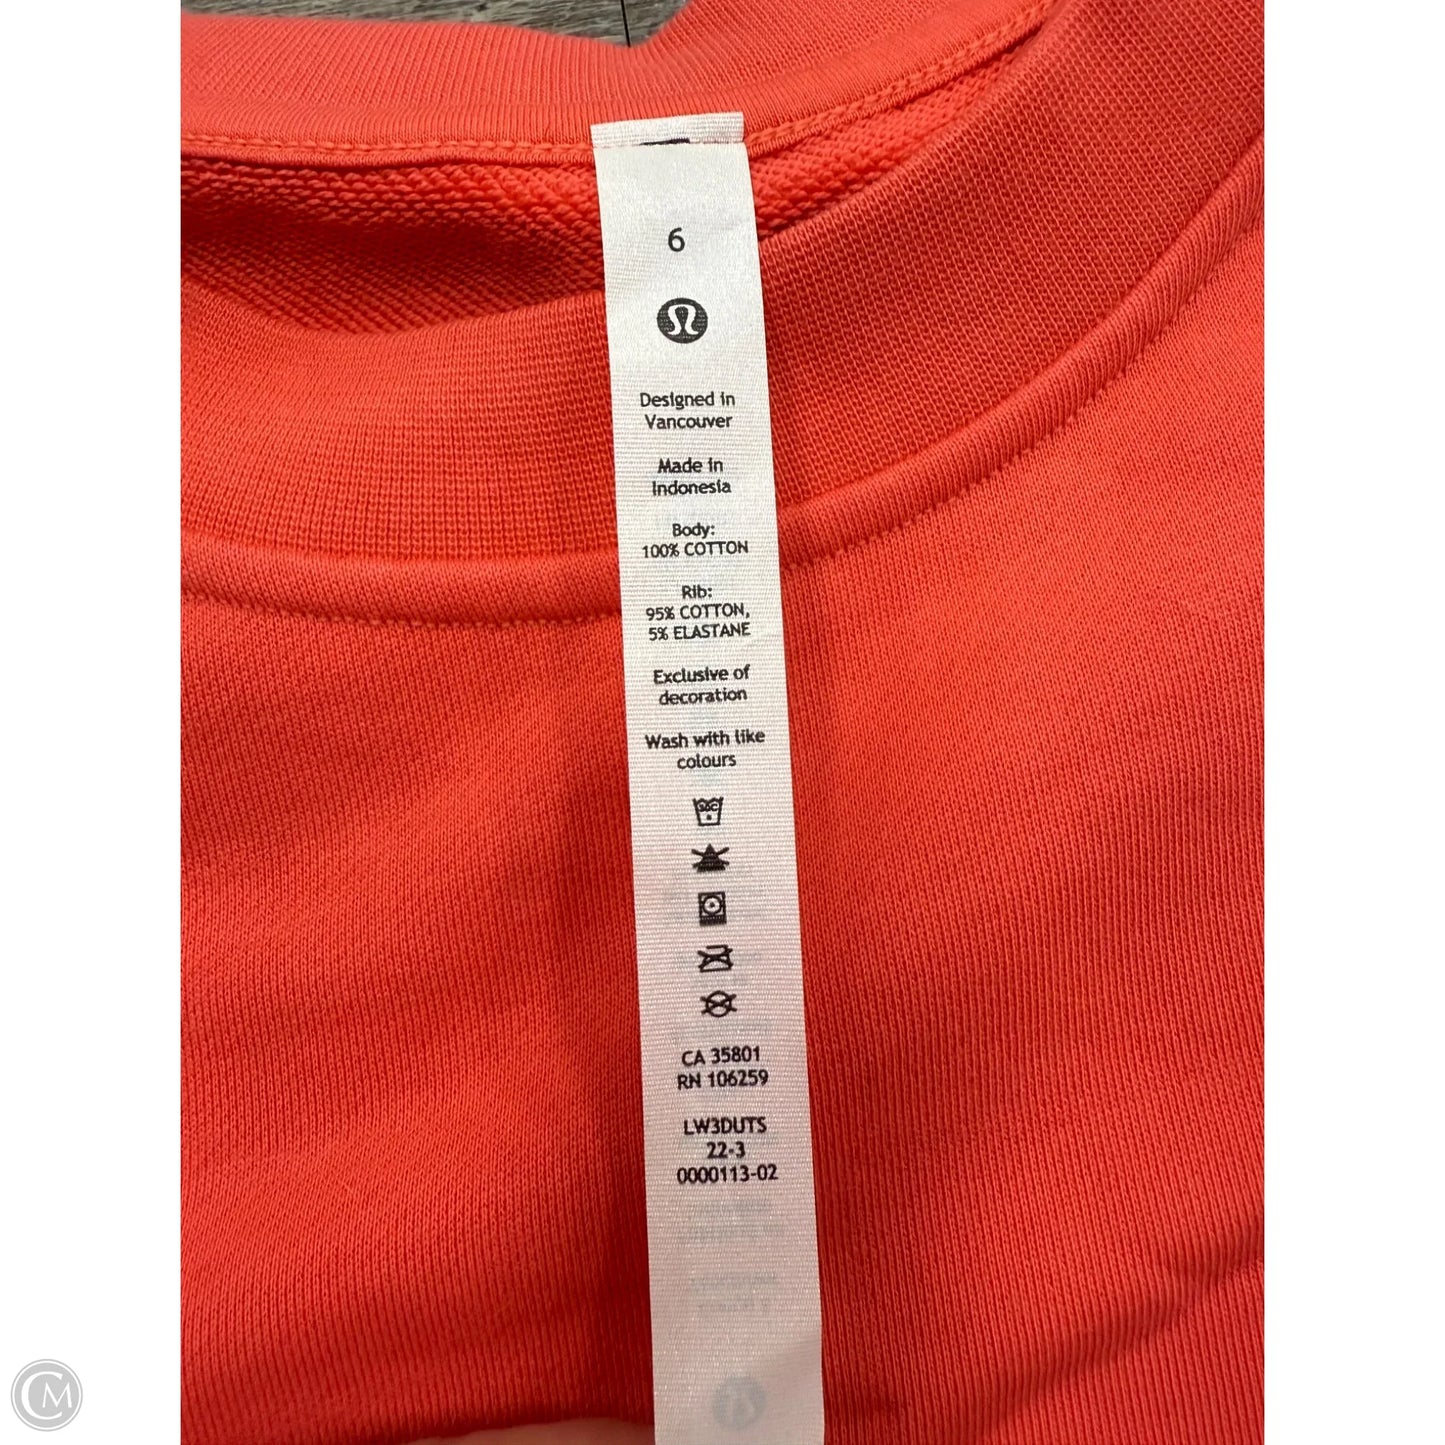 6
Designed in
Vancouver
Made in
Indonesia
Body:
100% COTTON
Rib:
95% COTTON,
5% ELASTANE
Exclusive of
decoration
Wash with like
colours
CA 35801
RN 106259
LW3DUTS
22-3
0000113-02
CM